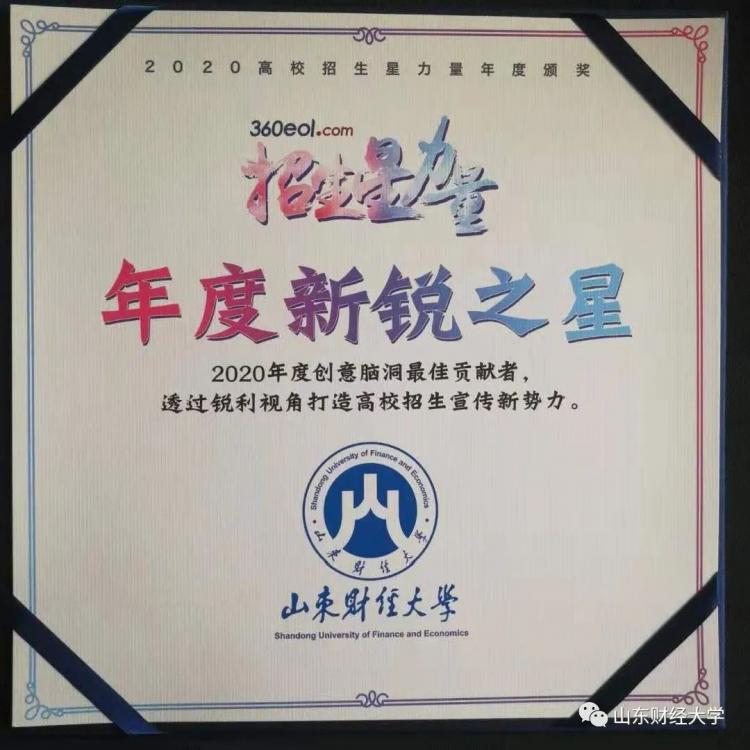 2020高校招生星力量年度颁奖
360eol.com
招生星力量
年度新锐之星
2020年度创意脑洞最佳贡献者，
透过锐利视角打造高校招生宣传新势力。
Shandong University of Finance and Economics
山东财经大学
山东财经大学
Shandong University of Finance and Economics
山东财经大学